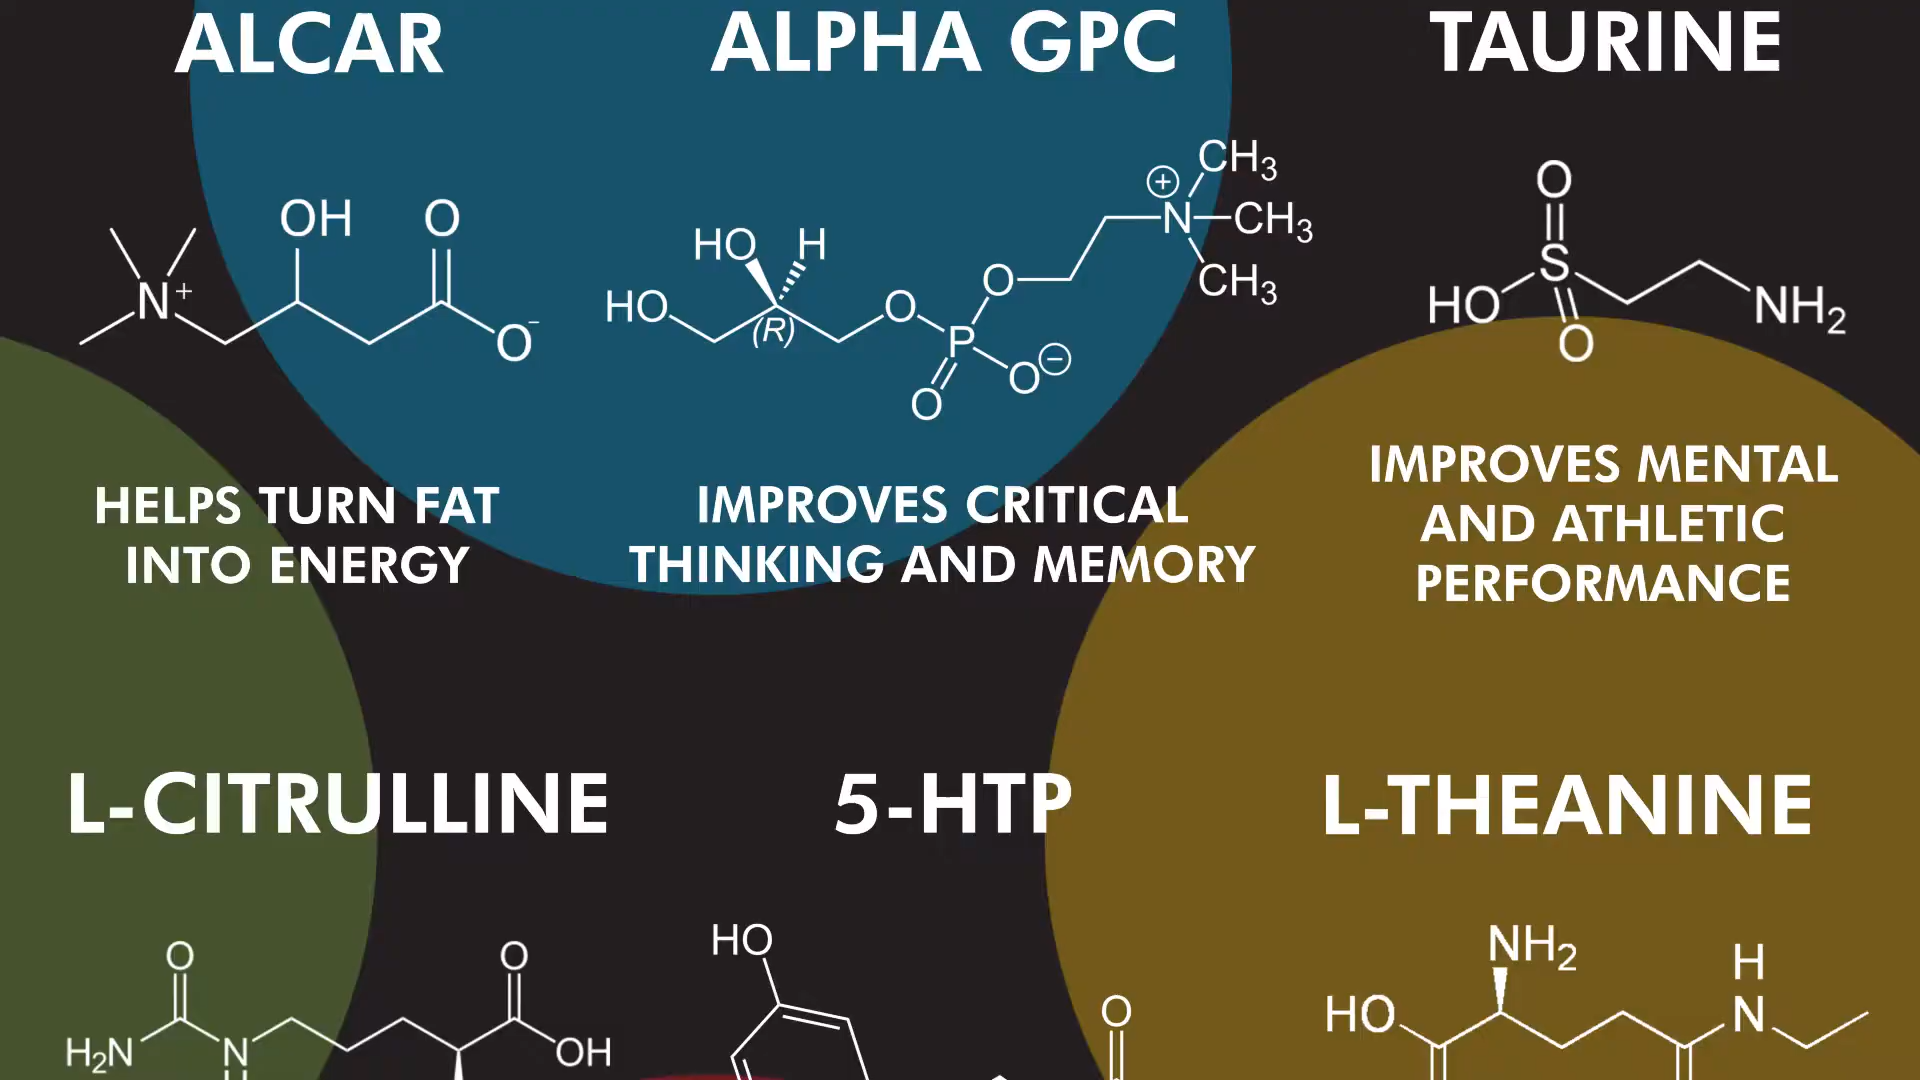 ALCAR
ALPHA GPC
TAURINE
OH
O
N+
O-
HO
H
HO
(R)
O
P
O
O
O⊖
⊕
N
CH3
CH3
CH3
O
S
HO
O
NH2
HELPS TURN FAT
INTO ENERGY
IMPROVES CRITICAL
THINKING AND MEMORY
IMPROVES MENTAL
AND ATHLETIC
PERFORMANCE
L-CITRULLINE
5-HTP
L-THEANINE
O
O
H2N
N
OH
HO
O
NH2
H
HO
N